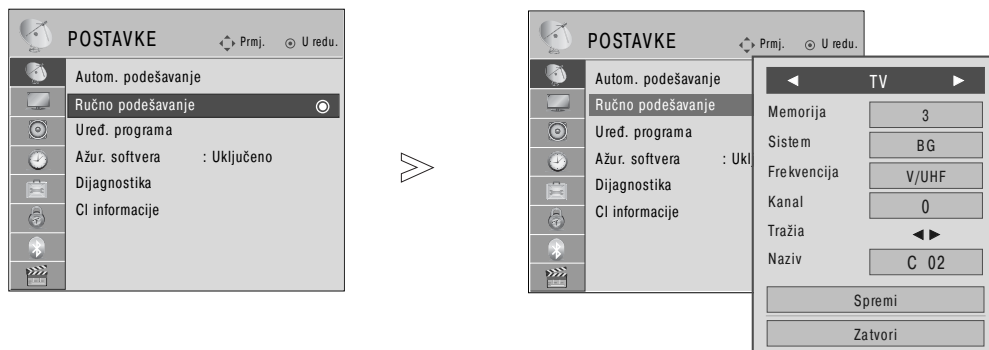 POSTAVKE Prmj. U redu.
Autom. podešavanje
Ručno podešavanje
Uređ. programa
Ažur. softvera : Uključeno
Dijagnostika
CI informacije
POSTAVKE Prmj. U redu.
Autom. podešavanje
Ručno podešavanje
Uređ. programa
Ažur. softvera : Uklj
Dijagnostika
CI informacije
TV
Memorija 3
Sistem BG
Frekvencija V/UHF
Kanal 0
Tražia
Naziv C 02
Spremi
Zatvori